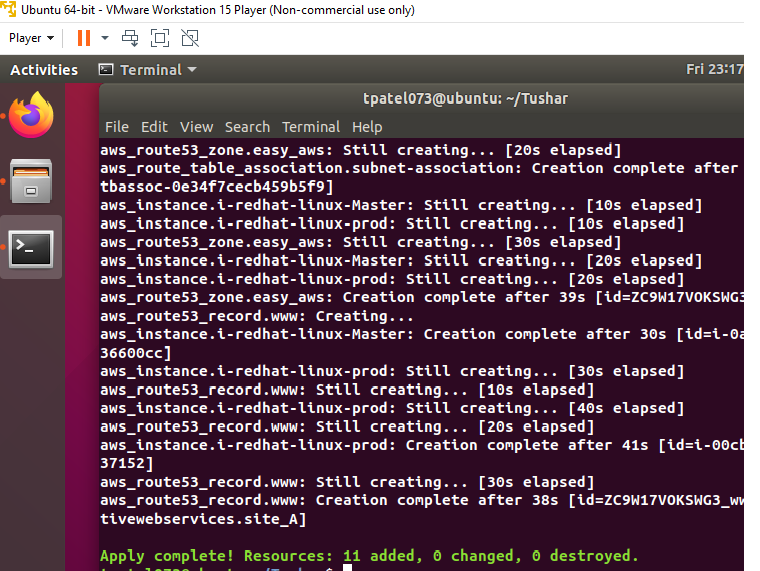 Ubuntu 64-bit - VMware Workstation 15 Player (Non-commercial use only)
Player
Activities
Terminal
Fri 23:17
tpatel073@ubuntu: ~/Tushar
File Edit View Search Terminal Help
aws_route53_zone.easy_aws: Still creating... [20s elapsed]
aws_route_table_association.subnet-association: Creation complete after
tbassoc-0e34f7cecb459b5f9]
aws_instance.i-redhat-linux-Master: Still creating... [10s elapsed]
aws_instance.i-redhat-linux-prod: Still creating... [10s elapsed]
aws_route53_zone.easy_aws: Still creating... [30s elapsed]
aws_instance.i-redhat-linux-Master: Still creating... [20s elapsed]
aws_instance.i-redhat-linux-prod: Still creating... [20s elapsed]
aws_route53_zone.easy_aws: Creation complete after 39s [id=ZC9W17VOKSWG3
aws_route53_record.www: Creating...
aws_instance.i-redhat-linux-Master: Creation complete after 30s [id=i-0a
36600cc]
aws_instance.i-redhat-linux-prod: Still creating... [30s elapsed]
aws_route53_record.www: Still creating... [10s elapsed]
aws_instance.i-redhat-linux-prod: Still creating... [40s elapsed]
aws_route53_record.www: Still creating... [20s elapsed]
aws_instance.i-redhat-linux-prod: Creation complete after 41s [id=i-00cb
37152]
aws_route53_record.www: Still creating... [30s elapsed]
aws_route53_record.www: Creation complete after 38s [id=ZC9W17VOKSWG3_ww
tivewebservices.site_A]
Apply complete! Resources: 11 added, 0 changed, 0 destroyed.